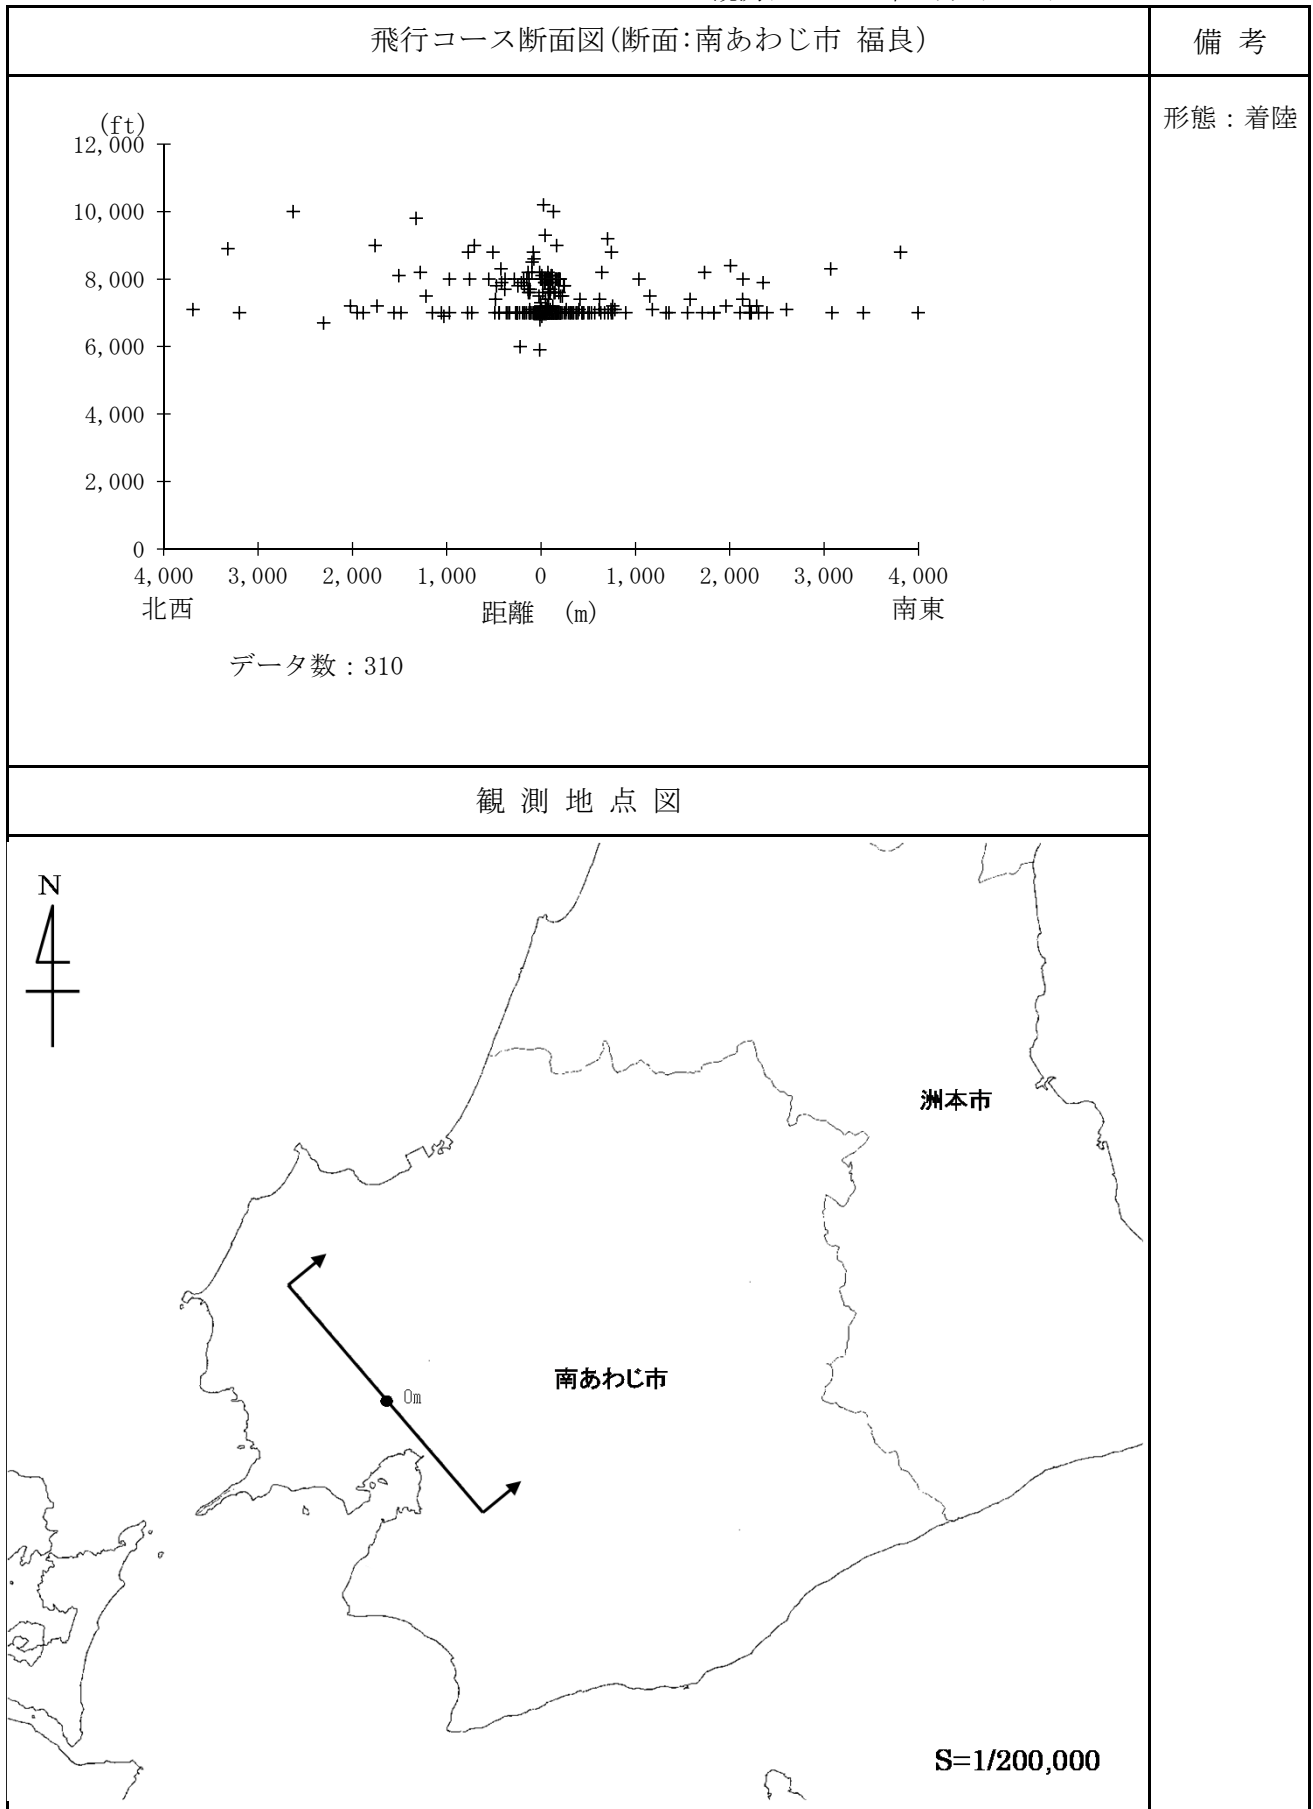 飛行コース断面図(断面:南あわじ市 福良)
備 考
形態：着陸
(ft)
12,000
10,000
8,000
6,000
4,000
2,000
0
4,000 3,000 2,000 1,000 0 1,000 2,000 3,000 4,000
北西 距離 (m) 南東
データ数：310
観 測 地 点 図
N
洲本市
南あわじ市
0m
S=1/200,000